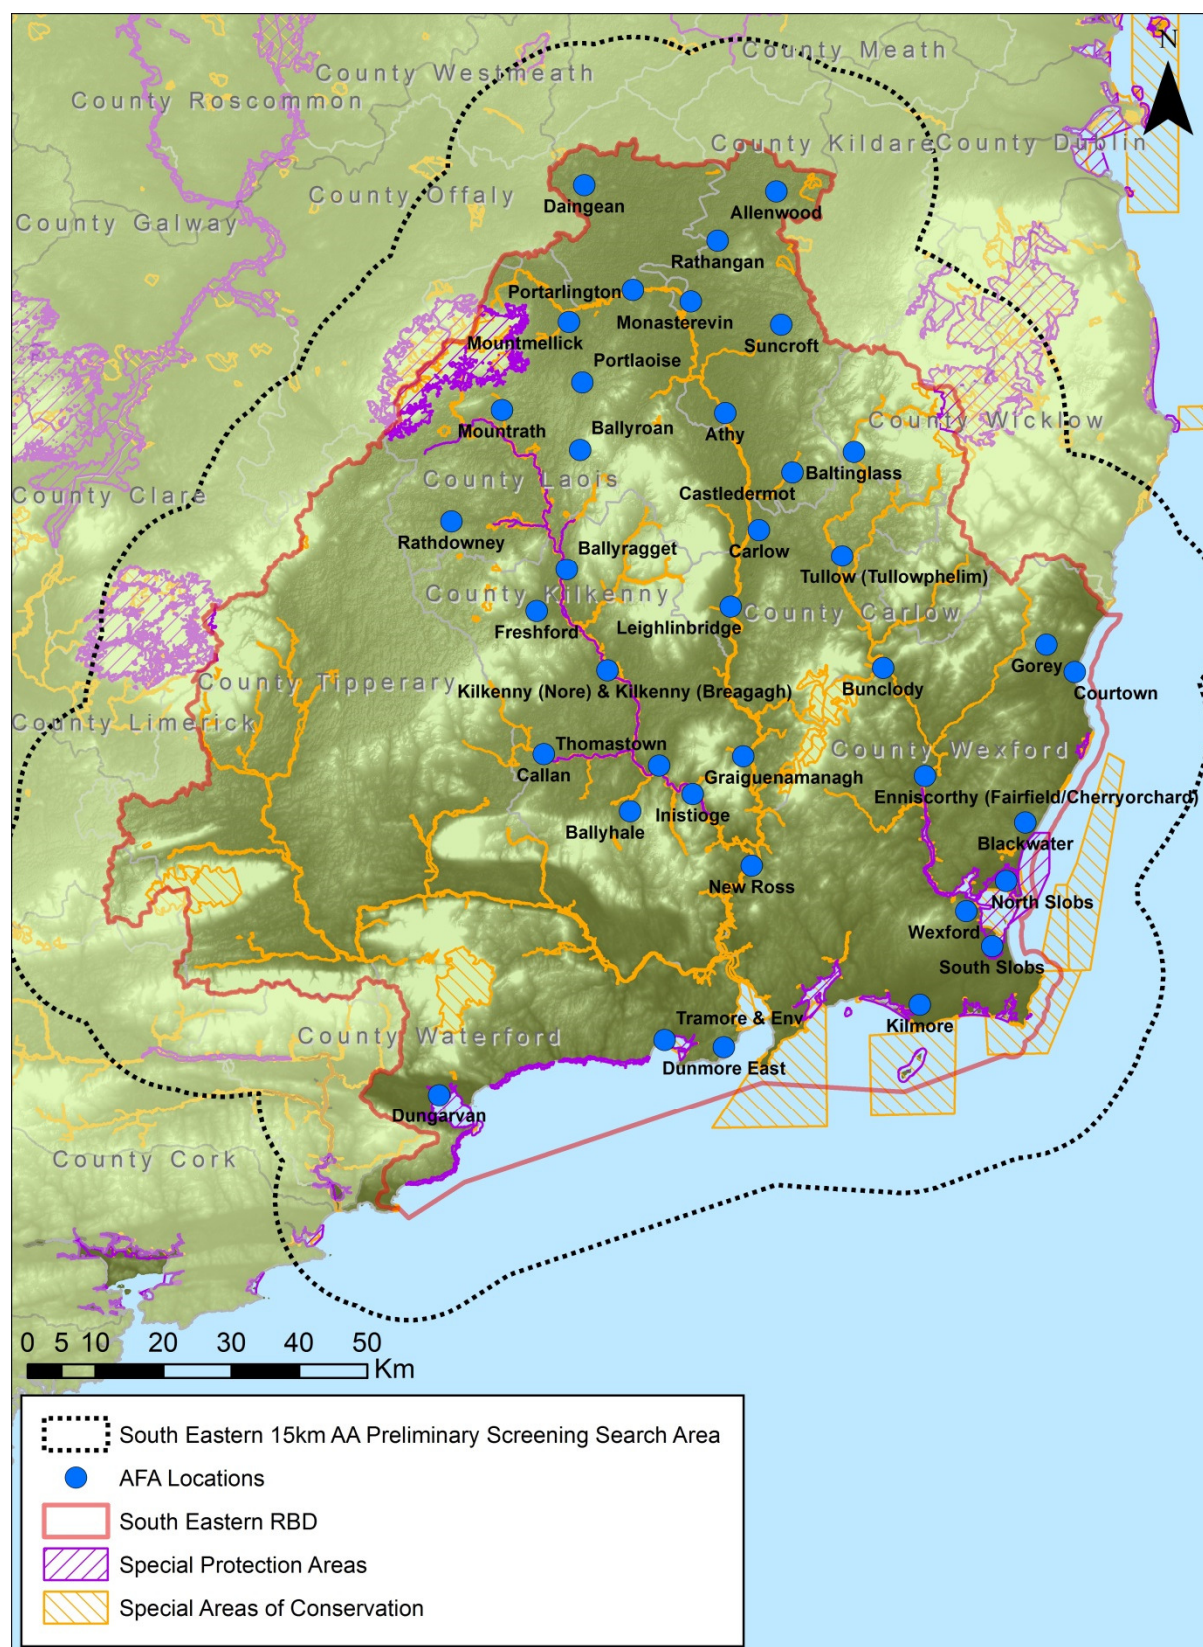 N
County Meath
County Westmeath
County Roscommon
County Kildare
County Dublin
County Offaly
Daingean
Allenwood
County Galway
Rathangan
Portarlington
Monasterevin
Mountmellick
Suncroft
Portlaoise
County Wicklow
Mountrath
Ballyroan
Athy
Baltinglass
County Laois
Castledermot
County Clare
Rathdowney
Ballyragget
Carlow
Tullow (Tullowphelim)
County Kilkenny
County Carlow
Freshford
Leighlinbridge
Gorey
County Tipperary
Kilkenny (Nore) & Kilkenny (Breagagh)
Bunclody
Courtown
County Limerick
Thomastown
County Wexford
Callan
Graiguenamanagh
Enniscorthy (Fairfield/Cherryorchard)
Inistioge
Ballyhale
Blackwater
New Ross
North Slobs
Wexford
South Slobs
Tramore & Env
Kilmore
County Waterford
Dunmore East
Dungarvan
County Cork
0 5 10 20 30 40 50
Km
South Eastern 15km AA Preliminary Screening Search Area
AFA Locations
South Eastern RBD
Special Protection Areas
Special Areas of Conservation